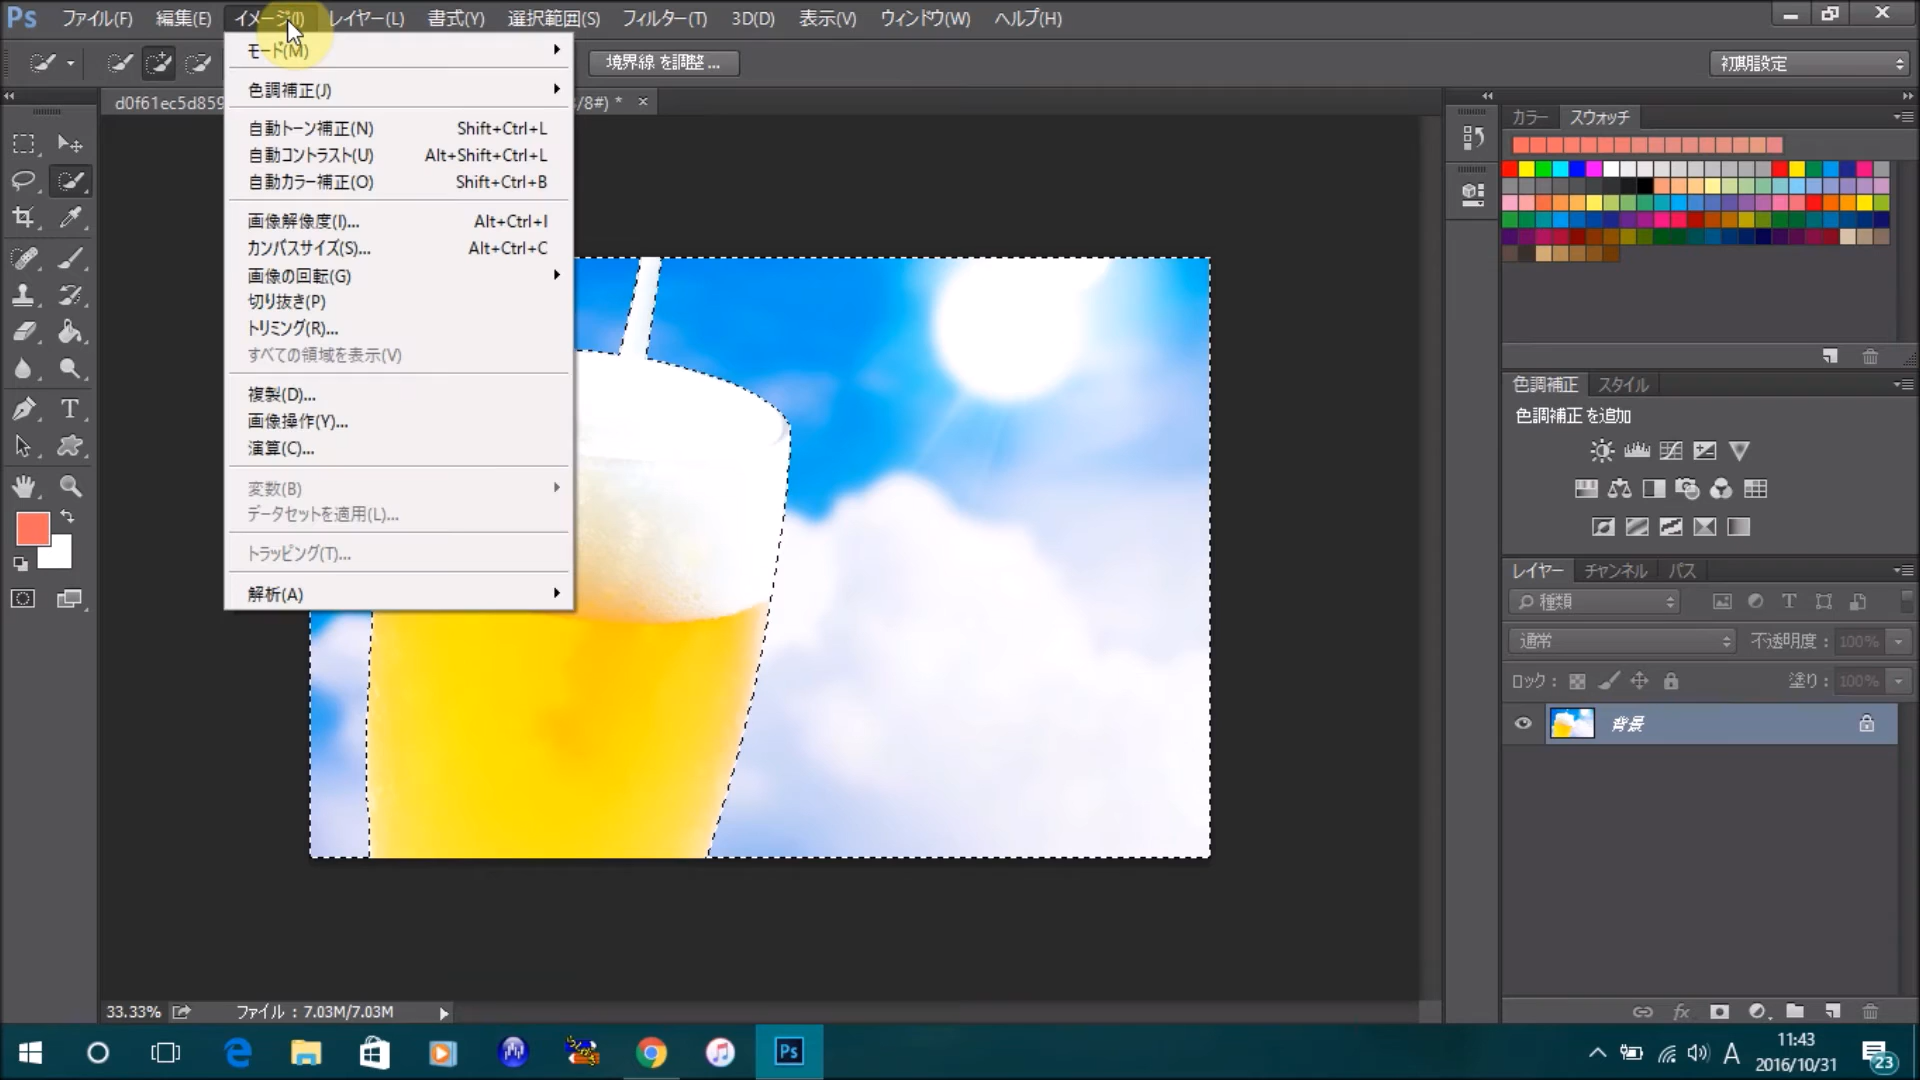 Ps ファイル(F) 編集(E) イメージ(I) レイヤー(L) 書式(Y) 選択範囲(S) フィルター(T) 3D(D) 表示(V) ウィンドウ(W) ヘルプ(H)
境界線 を調整 ...
初期設定
d0f61ec5d859
/8#) * ×
モード(M)
色調補正(J)
自動トーン補正(N) Shift+Ctrl+L
自動コントラスト(U) Alt+Shift+Ctrl+L
自動カラー補正(O) Shift+Ctrl+B
画像解像度(I)... Alt+Ctrl+I
カンバスサイズ(S)... Alt+Ctrl+C
画像の回転(G)
切り抜き(P)
トリミング(R)...
すべての領域を表示(V)
複製(D)...
画像操作(Y)...
演算(C)...
変数(B)
データセットを適用(L)...
トラッピング(T)...
解析(A)
カラー スウォッチ
色調補正 スタイル
色調補正 を追加
レイヤー チャンネル パス
種類
通常 不透明度 : 100%
ロック : 塗り : 100%
背景
33.33% ファイル : 7.03M/7.03M
Ps
A
11:43
2016/10/31
23